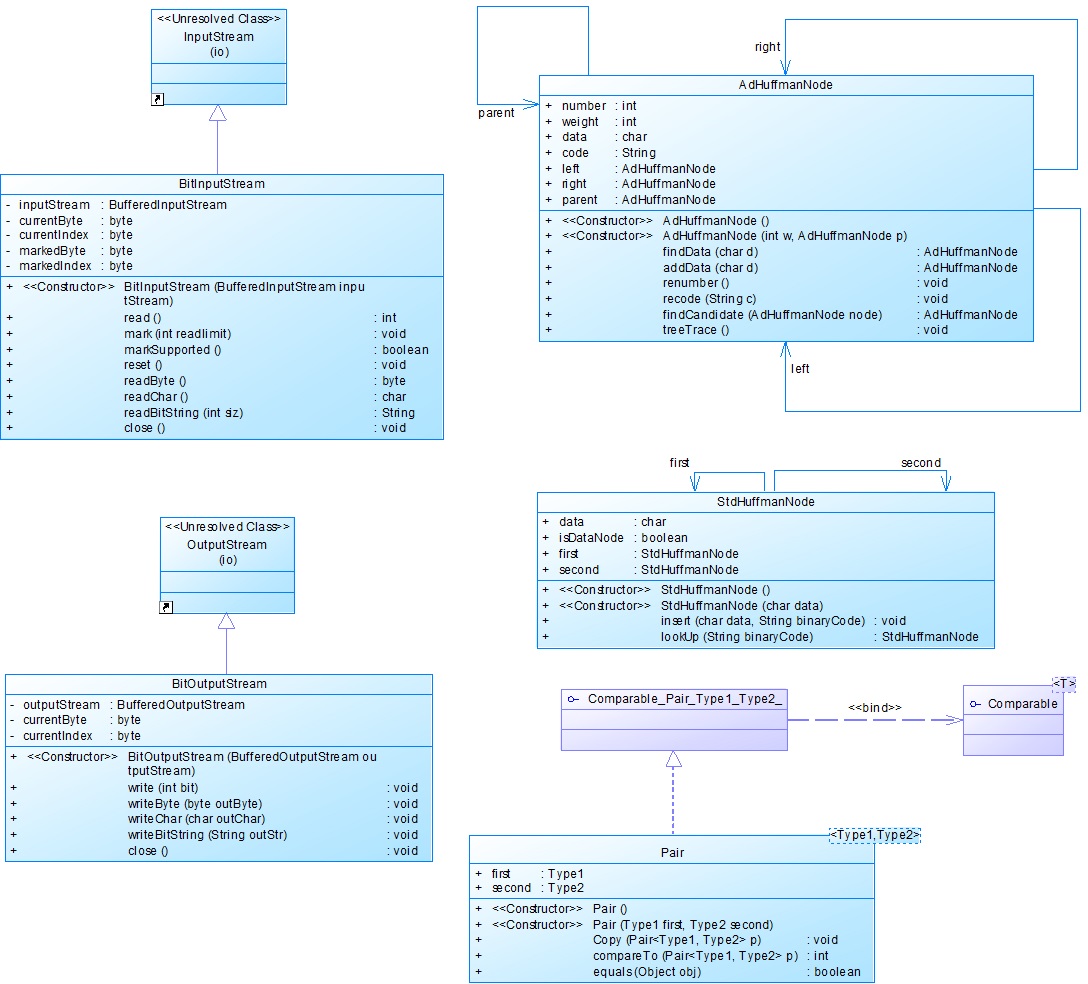 <<Unresolved Class>>
InputStream
(io)
BitInputStream
- inputStream : BufferedInputStream
- currentByte : byte
- currentIndex : byte
- markedByte : byte
- markedIndex : byte
+ <<Constructor>> BitInputStream (BufferedInputStream inpu
tStream)
+ read () : int
+ mark (int readlimit) : void
+ markSupported () : boolean
+ reset () : void
+ readByte () : byte
+ readChar () : char
+ readBitString (int siz) : String
+ close () : void
right
parent
AdHuffmanNode
+ number : int
+ weight : int
+ data : char
+ code : String
+ left : AdHuffmanNode
+ right : AdHuffmanNode
+ parent : AdHuffmanNode
+ <<Constructor>> AdHuffmanNode ()
+ <<Constructor>> AdHuffmanNode (int w, AdHuffmanNode p)
+ findData (char d) : AdHuffmanNode
+ addData (char d) : AdHuffmanNode
+ renumber () : void
+ recode (String c) : void
+ findCandidate (AdHuffmanNode node) : AdHuffmanNode
+ treeTrace () : void
left
<<Unresolved Class>>
OutputStream
(io)
BitOutputStream
- outputStream : BufferedOutputStream
- currentByte : byte
- currentIndex : byte
+ <<Constructor>> BitOutputStream (BufferedOutputStream ou
tputStream)
+ write (int bit) : void
+ writeByte (byte outByte) : void
+ writeChar (char outChar) : void
+ writeBitString (String outStr) : void
+ close () : void
first
second
StdHuffmanNode
+ data : char
+ isDataNode : boolean
+ first : StdHuffmanNode
+ second : StdHuffmanNode
+ <<Constructor>> StdHuffmanNode ()
+ <<Constructor>> StdHuffmanNode (char data)
+ insert (char data, String binaryCode) : void
+ lookUp (String binaryCode) : StdHuffmanNode
Comparable_Pair_Type1_Type2_
<<bind>>
<T>
Comparable
<Type1,Type2>
Pair
+ first : Type1
+ second : Type2
+ <<Constructor>> Pair ()
+ <<Constructor>> Pair (Type1 first, Type2 second)
+ Copy (Pair<Type1, Type2> p) : void
+ compareTo (Pair<Type1, Type2> p) : int
+ equals (Object obj) : boolean